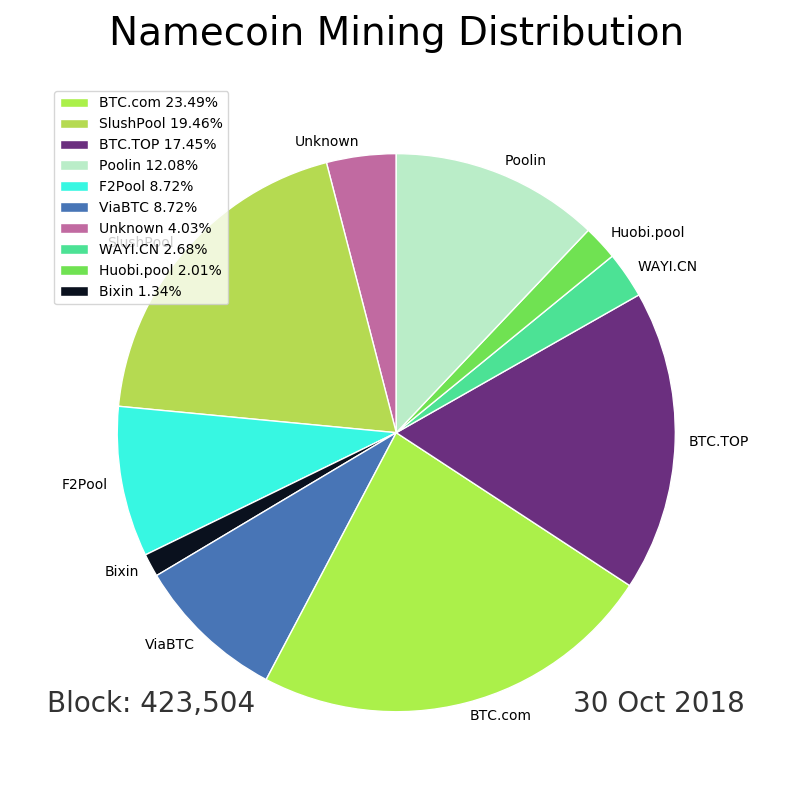 Namecoin Mining Distribution
BTC.com 23.49%
SlushPool 19.46%
BTC.TOP 17.45%
Poolin 12.08%
F2Pool 8.72%
ViaBTC 8.72%
Unknown 4.03%
WAYI.CN 2.68%
Huobi.pool 2.01%
Bixin 1.34%
Unknown
Poolin
Huobi.pool
WAYI.CN
SlushPool
BTC.TOP
F2Pool
Bixin
ViaBTC
BTC.com
Block: 423,504
30 Oct 2018